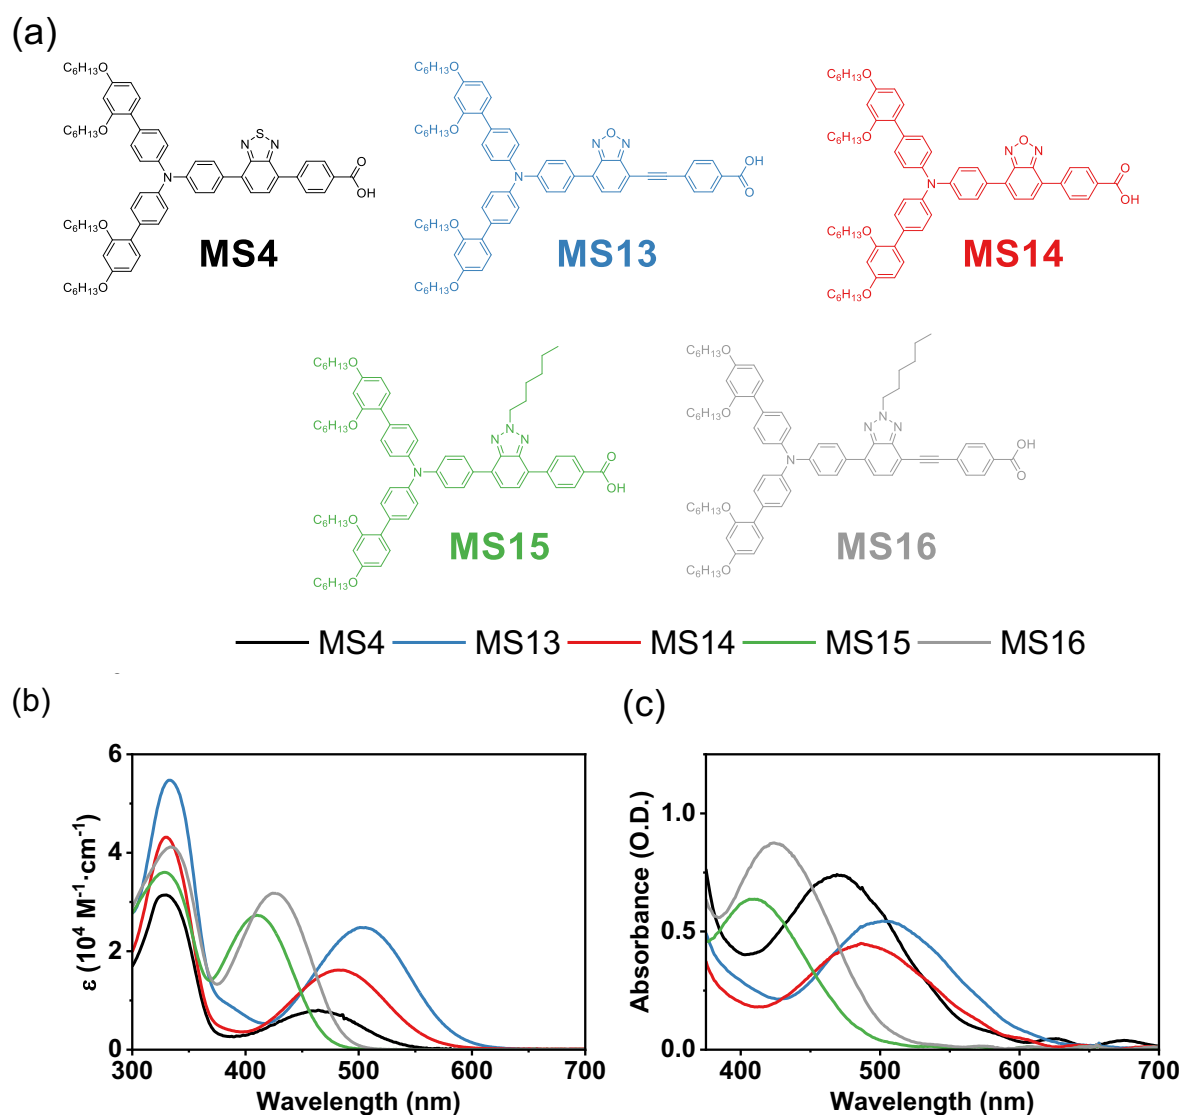 (a)
C₆H₁₃O
C₆H₁₃O
N
N
S
N
O
OH
C₆H₁₃O
C₆H₁₃O
MS4
C₆H₁₃O
C₆H₁₃O
N
N
O
N
OH
O
C₆H₁₃O
C₆H₁₃O
MS13
C₆H₁₃O
C₆H₁₃O
N
N
O
N
O
OH
C₆H₁₃O
C₆H₁₃O
MS14
C₆H₁₃O
C₆H₁₃O
N
N
N
N
O
OH
C₆H₁₃O
C₆H₁₃O
MS15
C₆H₁₃O
C₆H₁₃O
N
N
N
N
OH
O
C₆H₁₃O
C₆H₁₃O
MS16
MS4 MS13 MS14 MS15 MS16
(b)
6
4
2
0
ε (10⁴ M⁻¹·cm⁻¹)
300 400 500 600 700
Wavelength (nm)
(c)
1.0
0.5
0.0
Absorbance (O.D.)
400 500 600 700
Wavelength (nm)